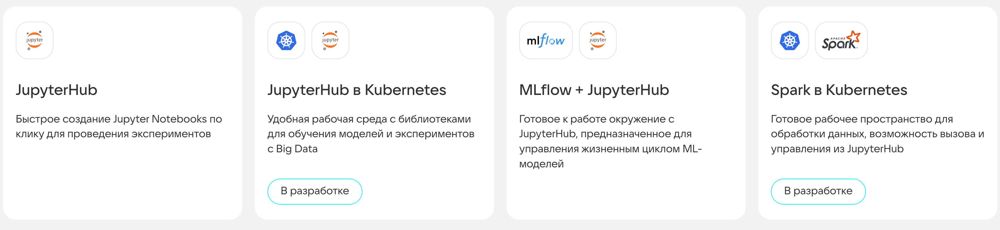 jupyter
JupyterHub
Быстрое создание Jupyter Notebooks по
клику для проведения экспериментов
jupyter
JupyterHub в Kubernetes
Удобная рабочая среда с библиотеками
для обучения моделей и экспериментов
с Big Data
В разработке
mlflow
jupyter
MLflow + JupyterHub
Готовое к работе окружение с
JupyterHub, предназначенное для
управления жизненным циклом ML-
моделей
APACHE
Spark
Spark в Kubernetes
Готовое рабочее пространство для
обработки данных, возможность вызова и
управления из JupyterHub
В разработке